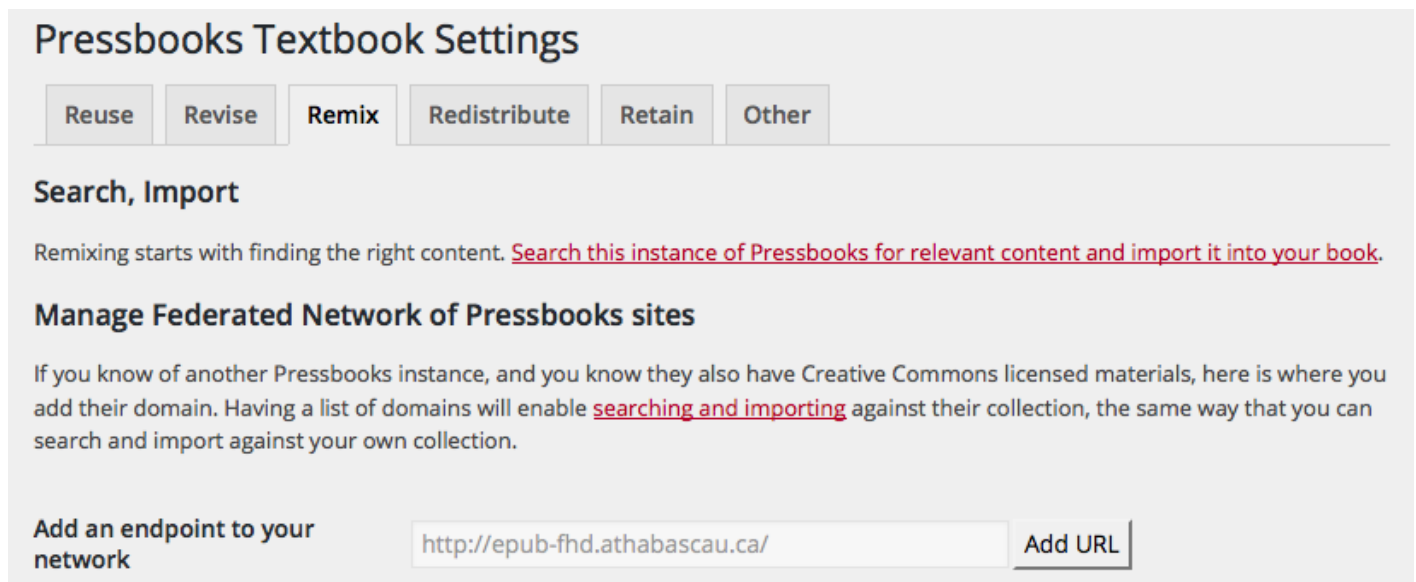 Pressbooks Textbook Settings
Reuse Revise Remix Redistribute Retain Other
Search, Import
Remixing starts with finding the right content. Search this instance of Pressbooks for relevant content and import it into your book.
Manage Federated Network of Pressbooks sites
If you know of another Pressbooks instance, and you know they also have Creative Commons licensed materials, here is where you
add their domain. Having a list of domains will enable searching and importing against their collection, the same way that you can
search and import against your own collection.
Add an endpoint to your
network
http://epub-fhd.athabascau.ca/ Add URL